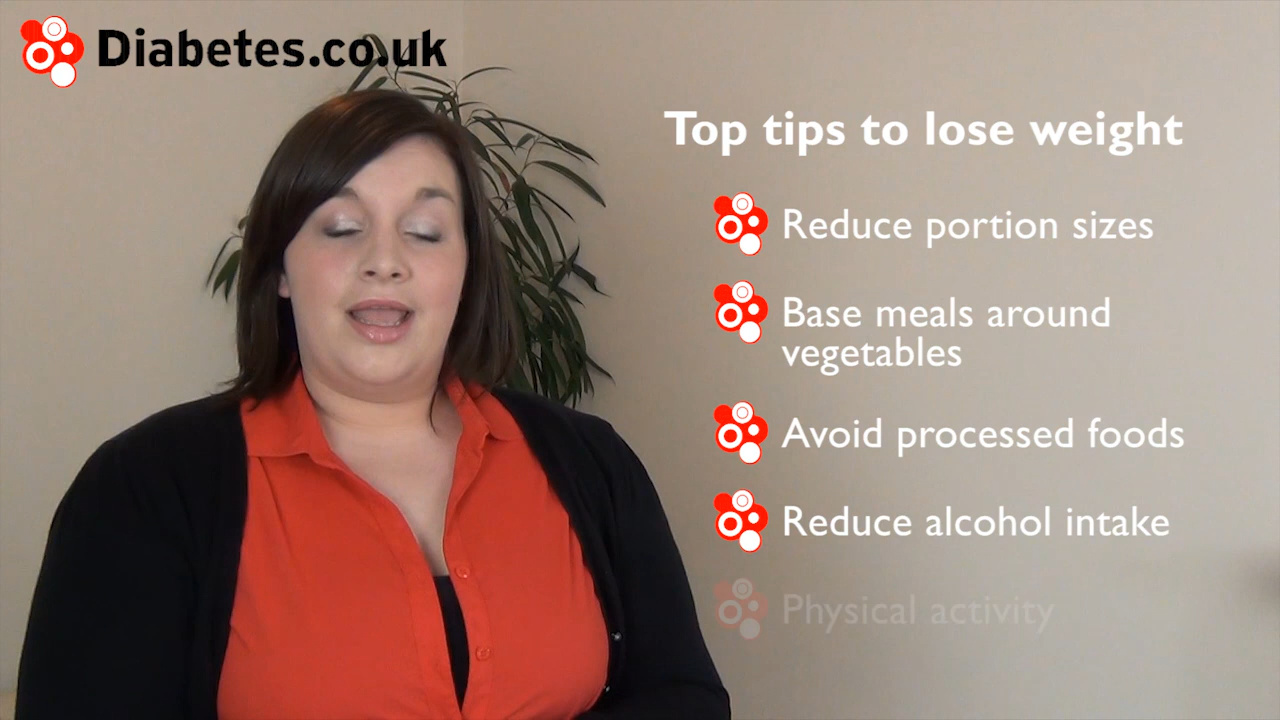 Diabetes.co.uk
Top tips to lose weight
Reduce portion sizes
Base meals around
vegetables
Avoid processed foods
Reduce alcohol intake
Physical activity